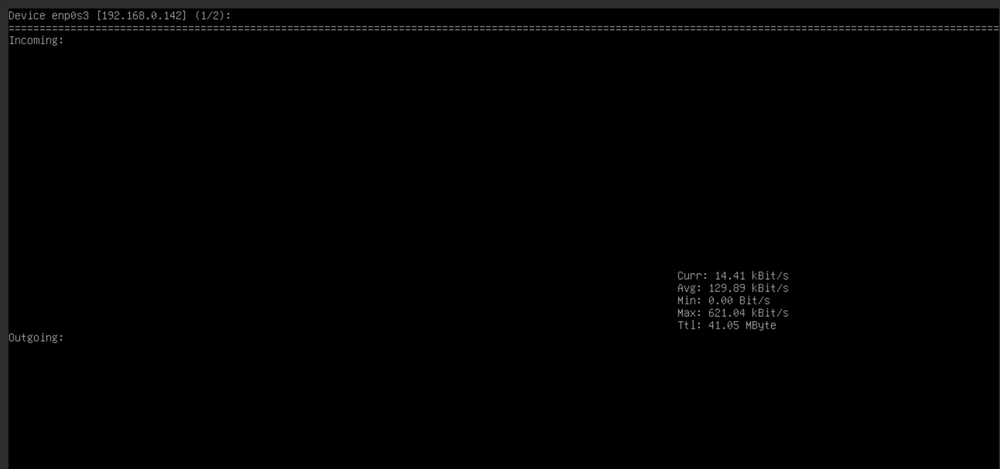 Device enp0s3 [192.168.0.142] (1/2):
================================================================================================================================================================
Incoming:
Curr: 14.41 kBit/s
Avg: 129.89 kBit/s
Min: 0.00 Bit/s
Max: 621.04 kBit/s
Ttl: 41.05 MByte
Outgoing: